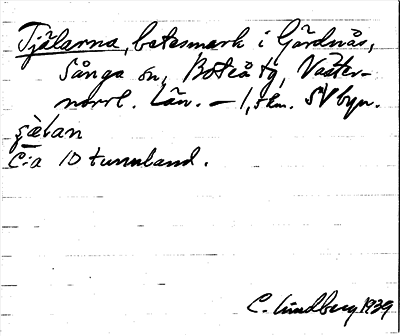 Tjälarna, betesmark i Gårdnäs,
Sånga sn, Boteå tg, Väster-
norrl. län. – 1,5 km. SV byn.
C:a 10 tunnland.
C. Lindberg 1939